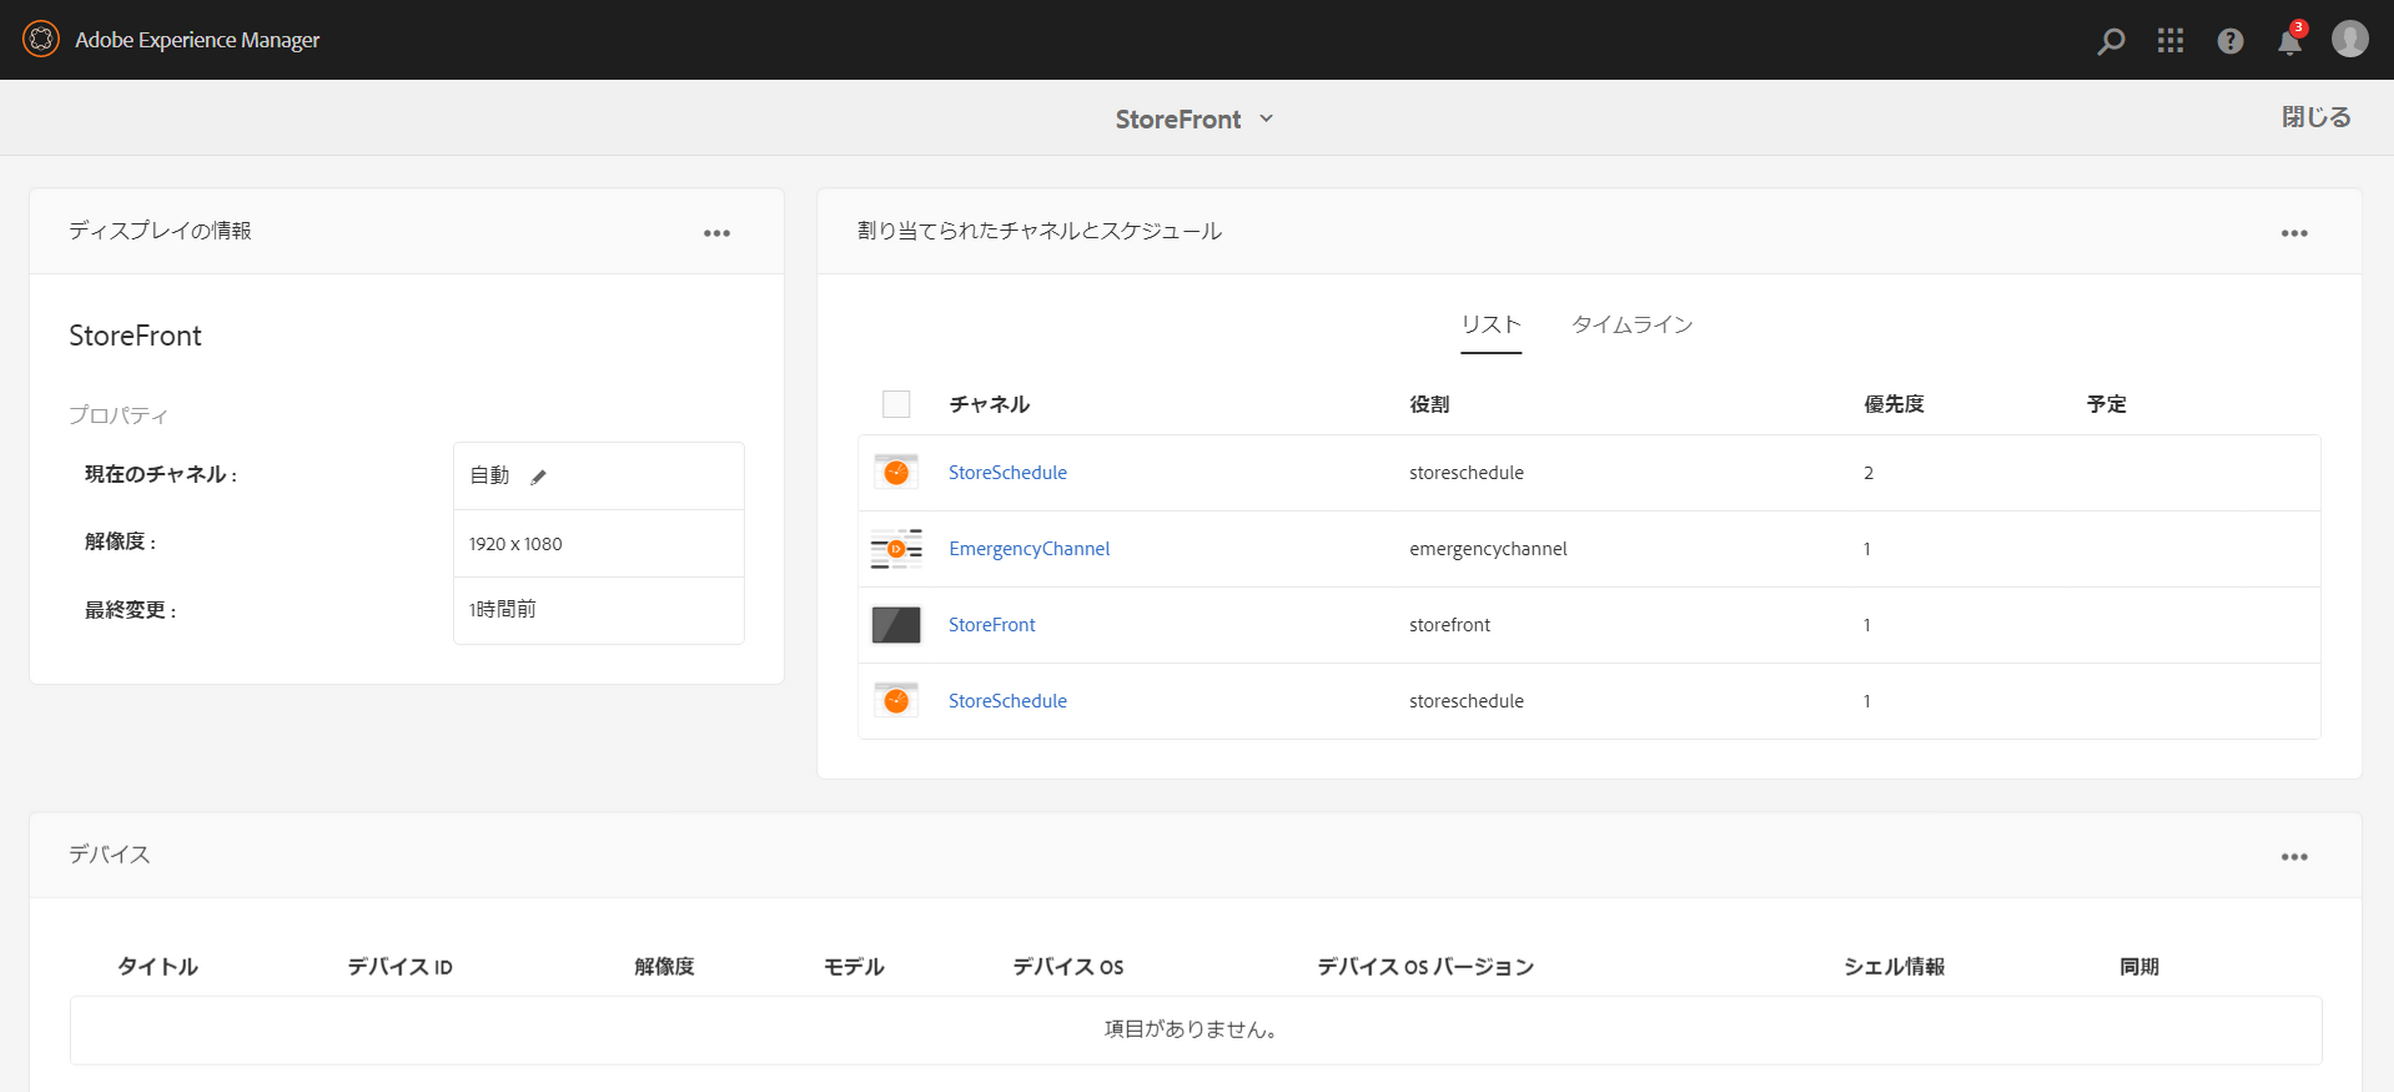 Adobe Experience Manager
3
StoreFront
閉じる
ディスプレイの情報
StoreFront
プロパティ
現在のチャネル : 自動
解像度 : 1920 x 1080
最終変更 : 1時間前
割り当てられたチャネルとスケジュール
リスト タイムライン
チャネル 役割 優先度 予定
StoreSchedule storeschedule 2
EmergencyChannel emergencychannel 1
StoreFront storefront 1
StoreSchedule storeschedule 1
デバイス
タイトル デバイス ID 解像度 モデル デバイス OS デバイス OS バージョン シェル情報 同期
項目がありません。